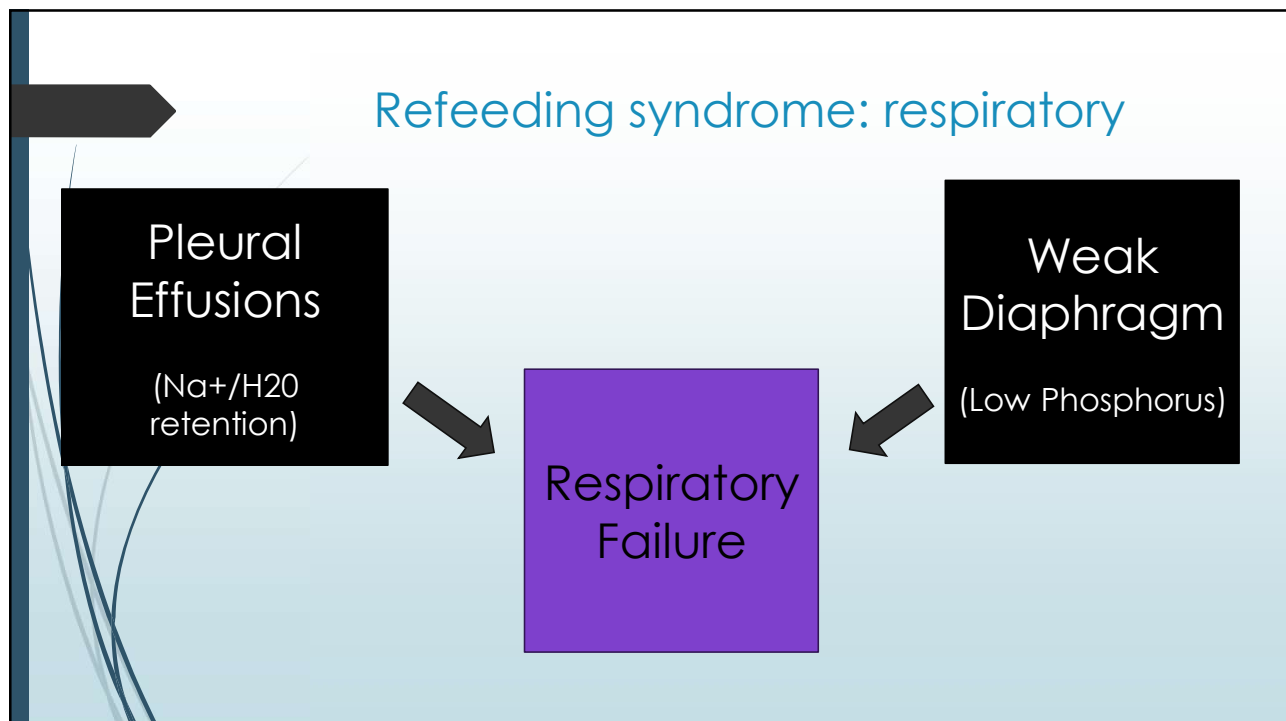 Refeeding syndrome: respiratory
Pleural
Effusions
(Na+/H20
retention)
Weak
Diaphragm
(Low Phosphorus)
Respiratory
Failure